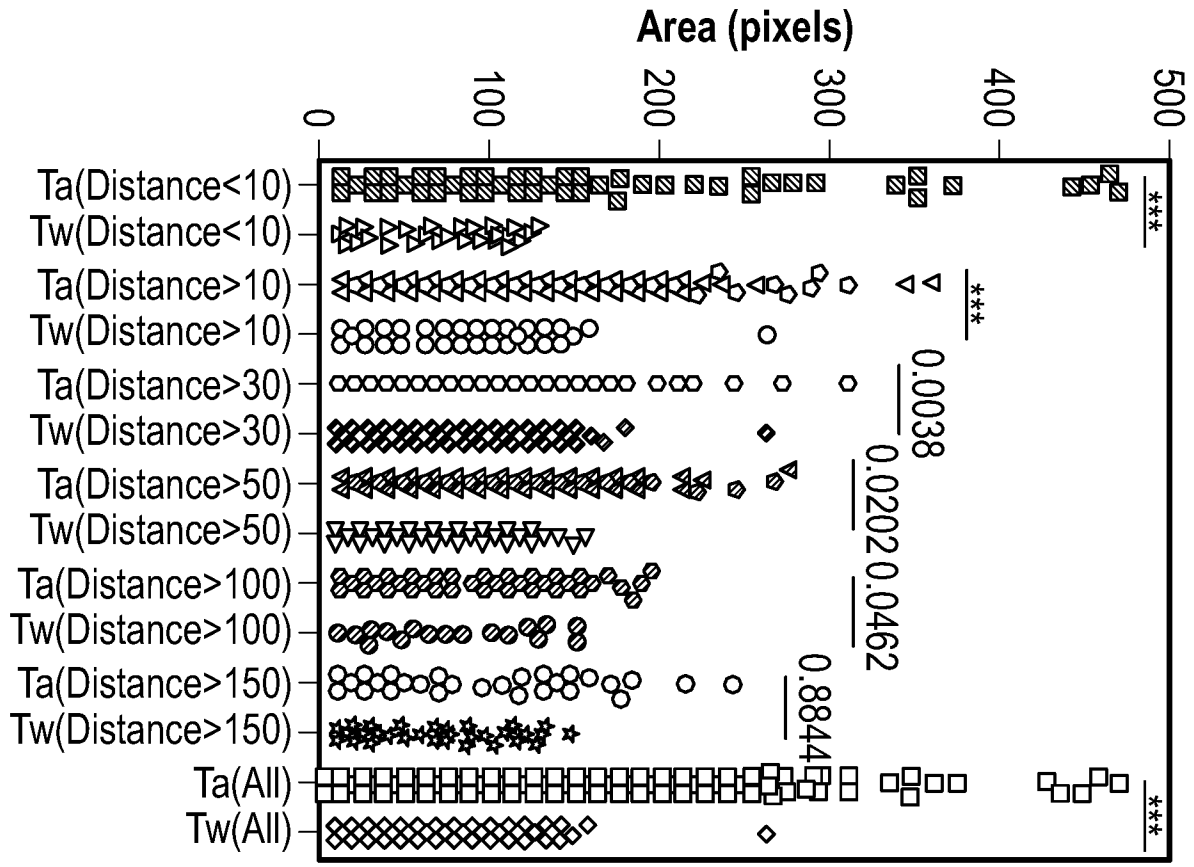 Area (pixels)
0
100
200
300
400
500
Ta(Distance<10)
Tw(Distance<10)
Ta(Distance>10)
Tw(Distance>10)
Ta(Distance>30)
Tw(Distance>30)
Ta(Distance>50)
Tw(Distance>50)
Ta(Distance>100)
Tw(Distance>100)
Ta(Distance>150)
Tw(Distance>150)
Ta(All)
Tw(All)
***
***
0.0038
0.0202
0.0462
0.8844
***